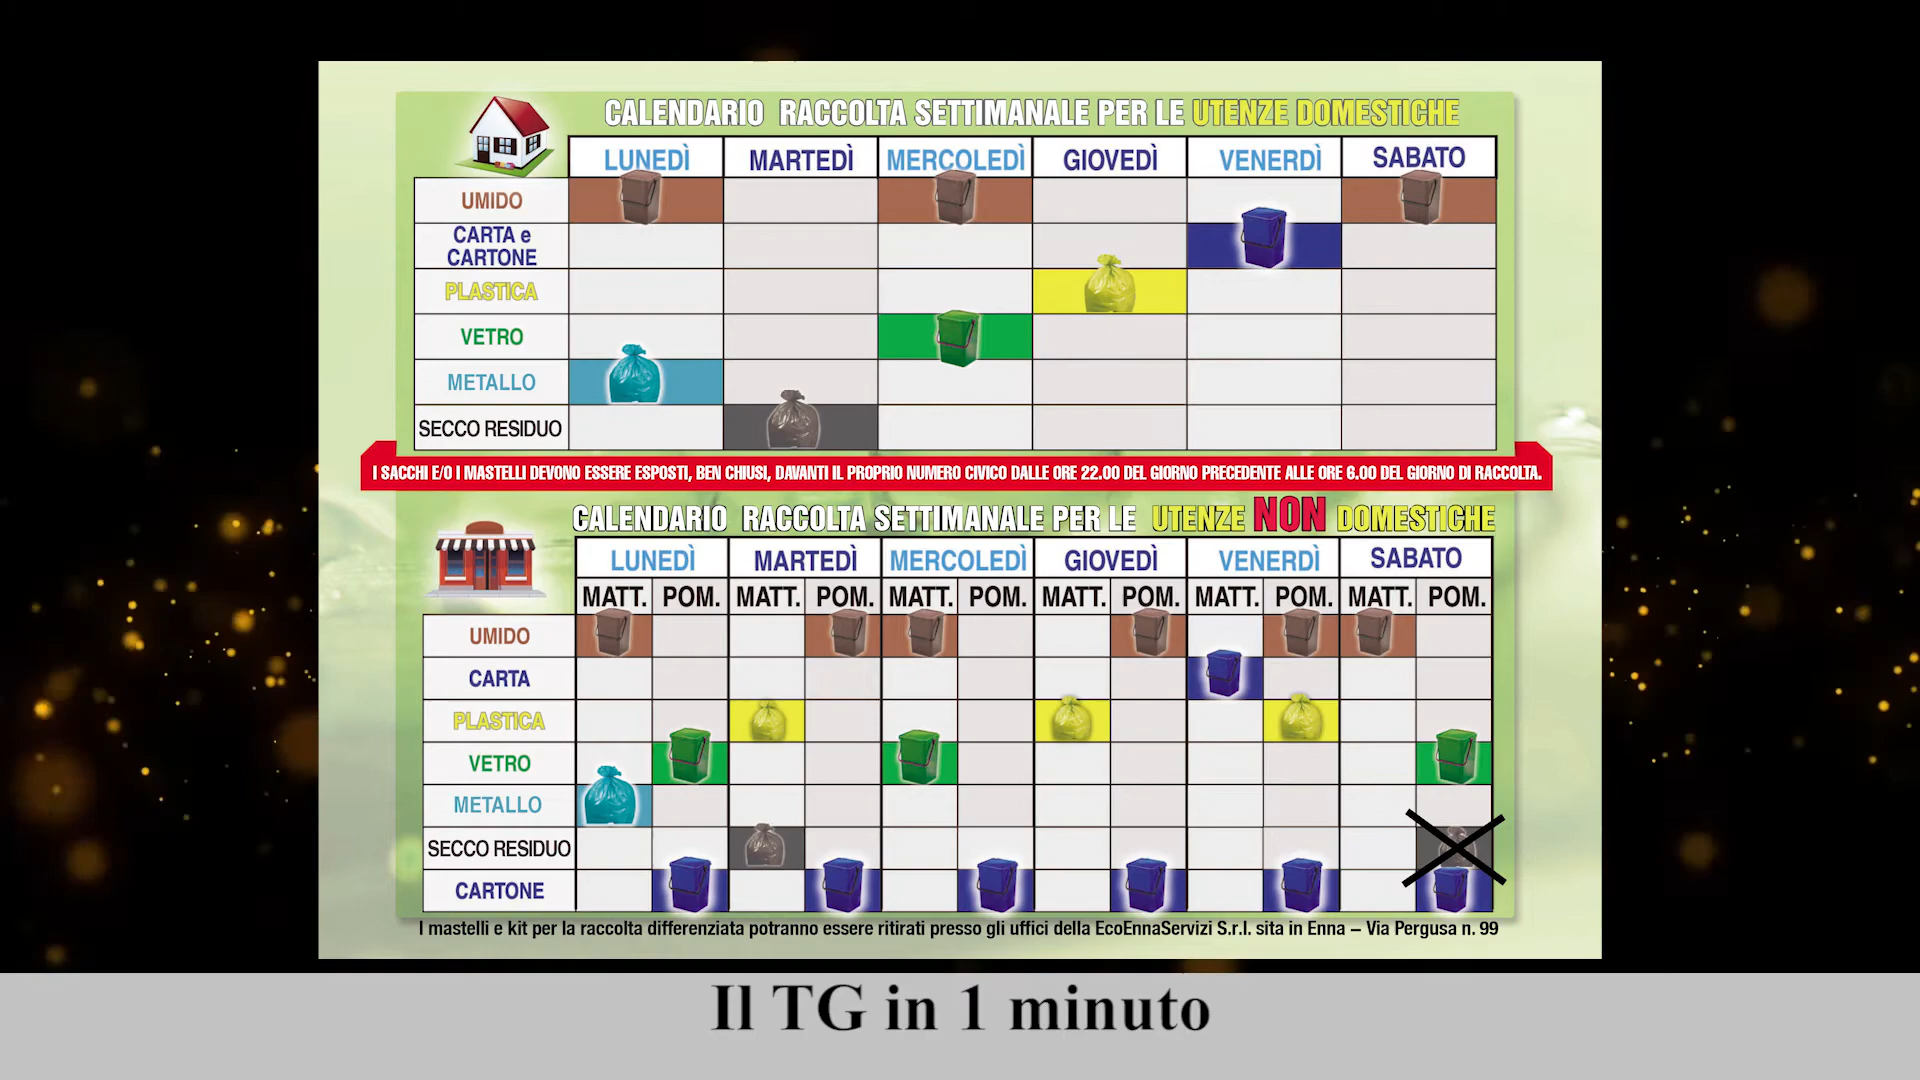 CALENDARIO RACCOLTA SETTIMANALE PER LE UTENZE DOMESTICHE
LUNEDÌ MARTEDÌ MERCOLEDÌ GIOVEDÌ VENERDÌ SABATO
UMIDO
CARTA e
CARTONE
PLASTICA
VETRO
METALLO
SECCO RESIDUO
I SACCHI E/O I MASTELLI DEVONO ESSERE ESPOSTI, BEN CHIUSI, DAVANTI IL PROPRIO NUMERO CIVICO DALLE ORE 22.00 DEL GIORNO PRECEDENTE ALLE ORE 6.00 DEL GIORNO DI RACCOLTA.
CALENDARIO RACCOLTA SETTIMANALE PER LE UTENZE NON DOMESTICHE
LUNEDÌ MARTEDÌ MERCOLEDÌ GIOVEDÌ VENERDÌ SABATO
MATT. POM. MATT. POM. MATT. POM. MATT. POM. MATT. POM. MATT. POM.
UMIDO
CARTA
PLASTICA
VETRO
METALLO
SECCO RESIDUO
CARTONE
I mastelli e kit per la raccolta differenziata potranno essere ritirati presso gli uffici della EcoEnnaServizi S.r.l. sita in Enna – Via Pergusa n. 99
Il TG in 1 minuto